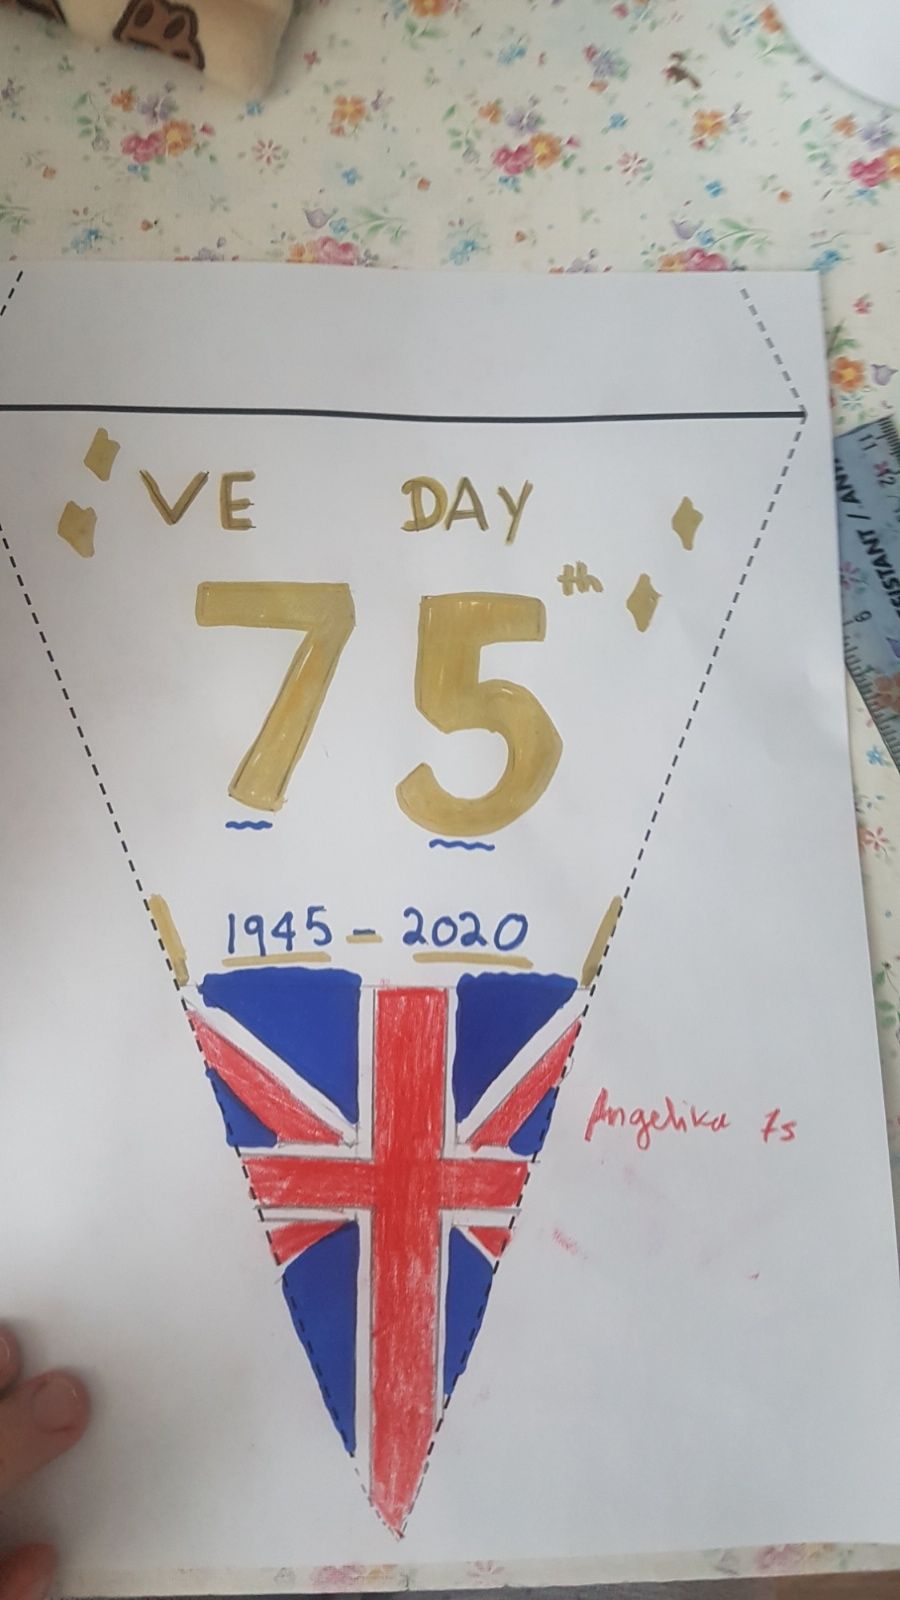 VE DAY
75th
1945 - 2020
Angelika 7s